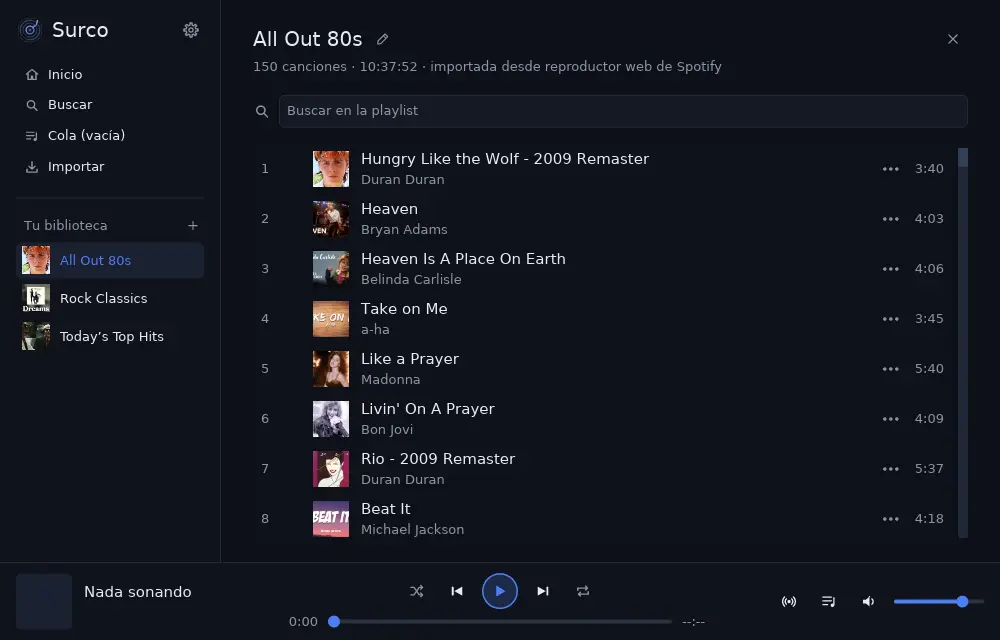 Surco
Inicio
Buscar
Cola (vacía)
Importar
Tu biblioteca
All Out 80s
Rock Classics
Today’s Top Hits
All Out 80s
150 canciones · 10:37:52 · importada desde reproductor web de Spotify
Buscar en la playlist
1 Hungry Like the Wolf - 2009 Remaster 3:40
Duran Duran
2 Heaven 4:03
Bryan Adams
3 Heaven Is A Place On Earth 4:06
Belinda Carlisle
4 Take on Me 3:45
a-ha
5 Like a Prayer 5:40
Madonna
6 Livin' On A Prayer 4:09
Bon Jovi
7 Rio - 2009 Remaster 5:37
Duran Duran
8 Beat It 4:18
Michael Jackson
BEAT IT
Dreams
Nada sonando
0:00 --:--